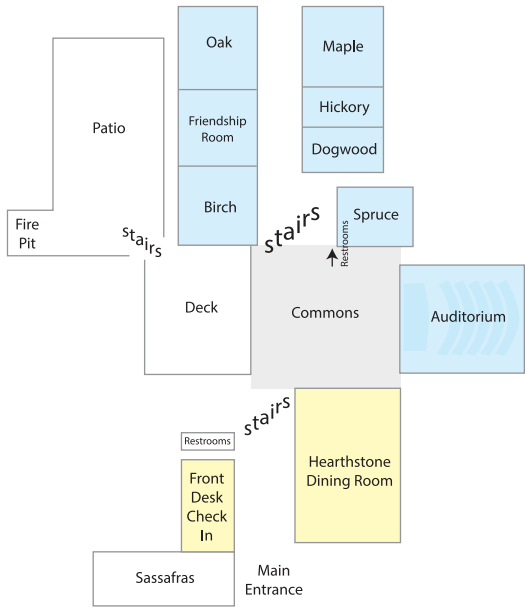 Oak
Maple
Patio
Friendship
Room
Hickory
Dogwood
Birch
Fire
Pit
stairs
stairs
Spruce
Restrooms
Deck
Commons
Auditorium
stairs
Restrooms
Hearthstone
Dining Room
Front
Desk
Check
In
Sassafras
Main
Entrance